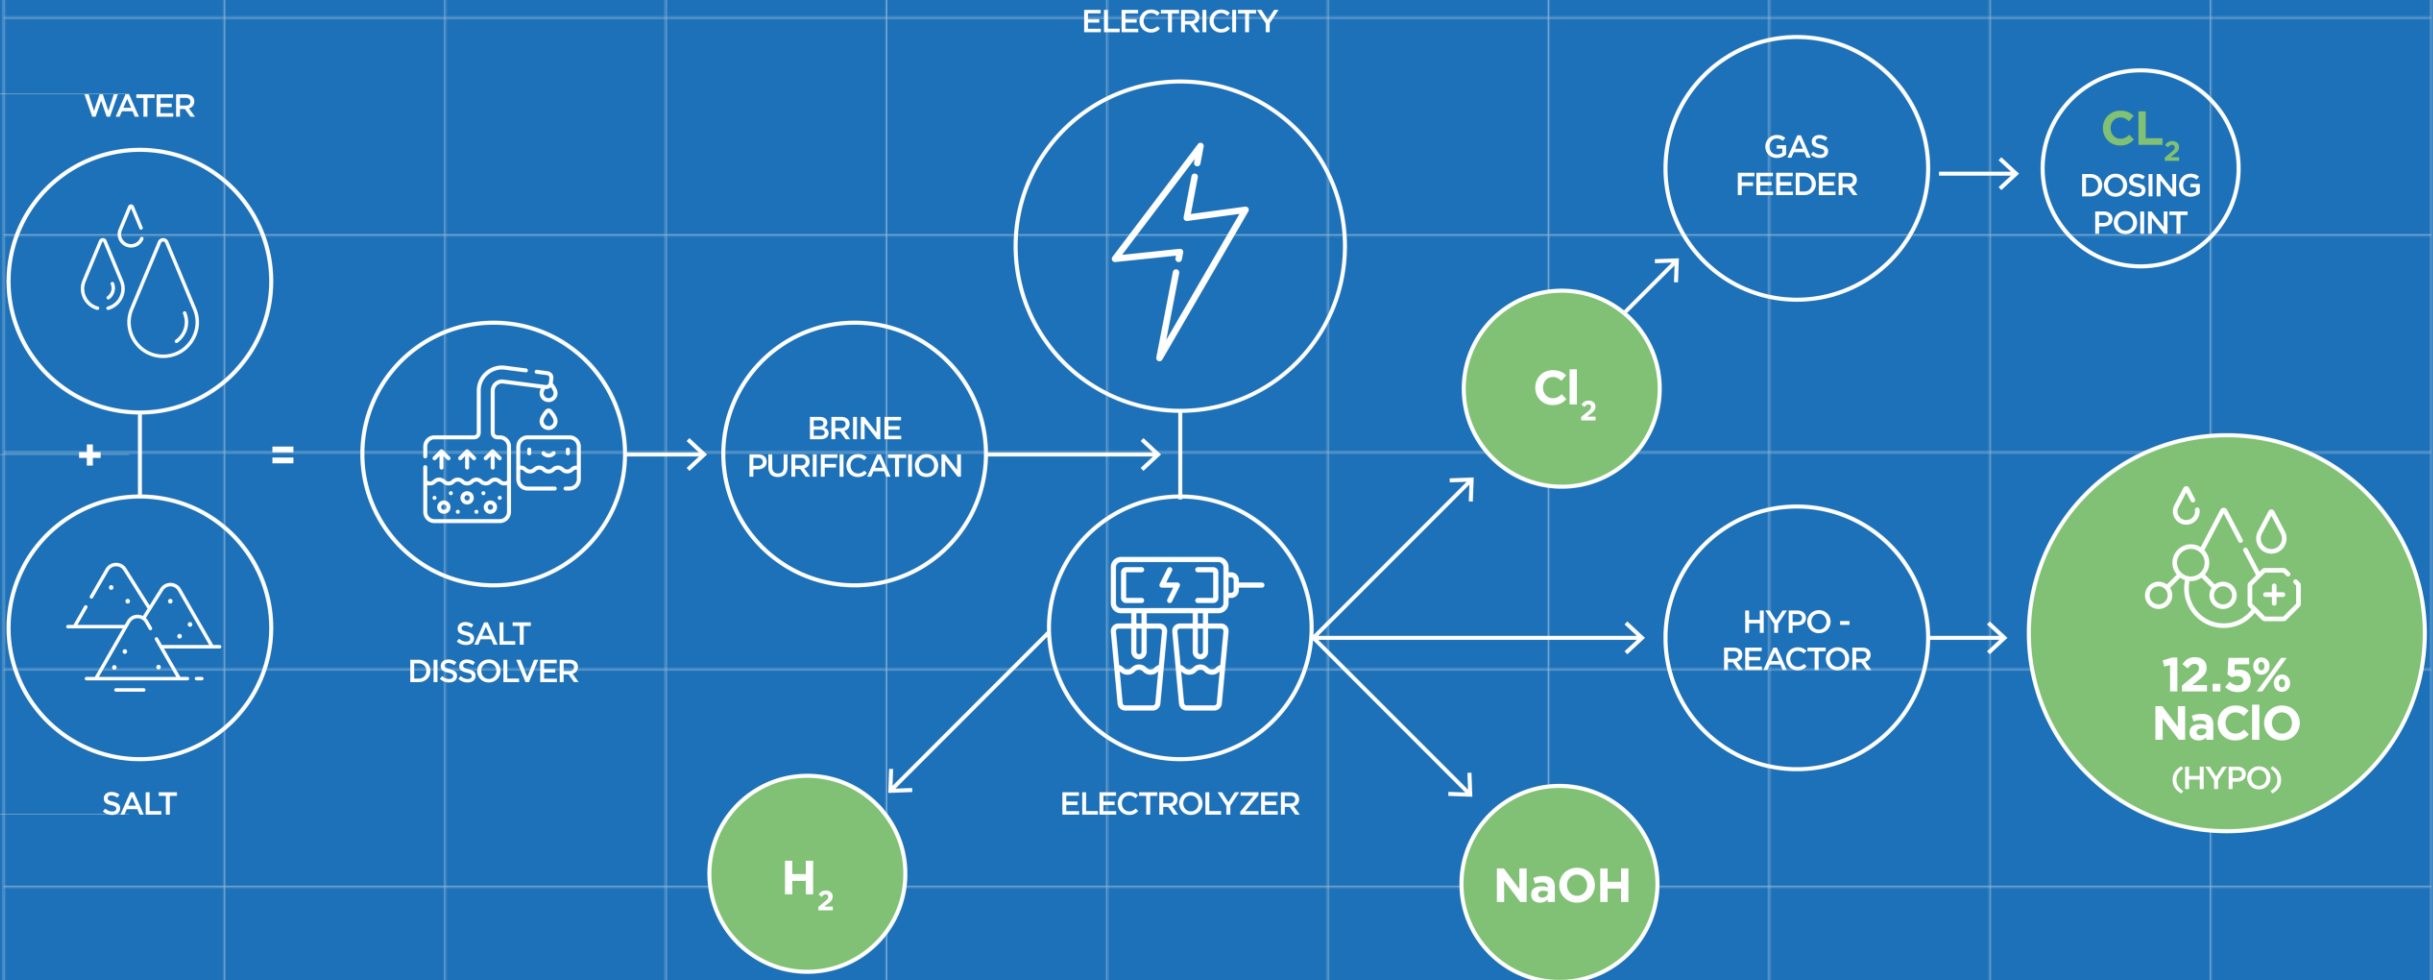 ELECTRICITY
WATER
+
=
SALT
SALT
DISSOLVER
BRINE
PURIFICATION
ELECTROLYZER
H2
Cl2
NaOH
GAS
FEEDER
CL2
DOSING
POINT
HYPO -
REACTOR
12.5%
NaClO
(HYPO)